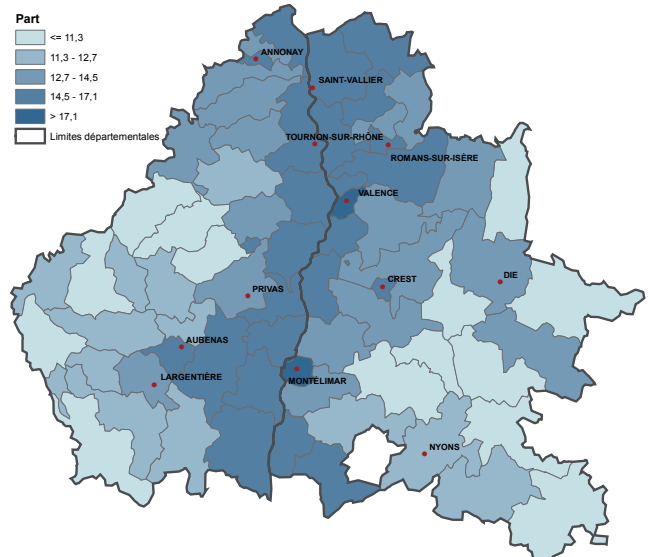 Part
<= 11,3
11,3 - 12,7
12,7 - 14,5
14,5 - 17,1
> 17,1
Limites départementales
ANNONAY
SAINT-VALLIER
TOURNON-SUR-RHÔNE
ROMANS-SUR-ISÈRE
VALENCE
DIE
CREST
PRIVAS
AUBENAS
LARGENTIÈRE
MONTÉLIMAR
NYONS